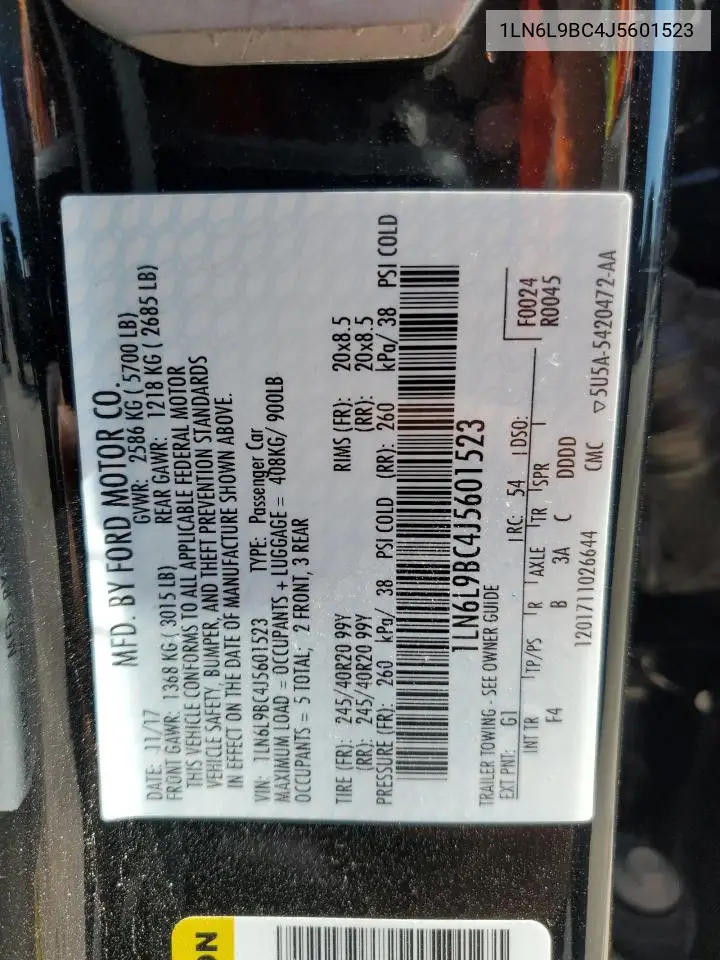 1LN6L9BC4J5601523
MFD. BY FORD MOTOR CO.
DATE: 11/17 GVWR: 2586 KG ( 5700 LB)
FRONT GAWR: 1368 KG ( 3015 LB) REAR GAWR: 1218 KG ( 2685 LB)
THIS VEHICLE CONFORMS TO ALL APPLICABLE FEDERAL MOTOR
VEHICLE SAFETY, BUMPER, AND THEFT PREVENTION STANDARDS
IN EFFECT ON THE DATE OF MANUFACTURE SHOWN ABOVE.
VIN: 1LN6L9BC4J5601523 TYPE: Passenger Car
MAXIMUM LOAD = OCCUPANTS + LUGGAGE = 408KG/ 900LB
OCCUPANTS = 5 TOTAL, 2 FRONT, 3 REAR
TIRE (FR): 245/40R20 99Y RIMS (FR): 20x8.5
(RR): 245/40R20 99Y (RR): 20x8.5
PRESSURE (FR): 260 kPa/ 38 PSI COLD (RR): 260 kPa/ 38 PSI COLD
1LN6L9BC4J5601523
TRAILER TOWING - SEE OWNER GUIDE
EXT PNT: G1 RC: 54 DSO: F0024
R0045
INT TR TP/PS R AXLE TR SPR
F4 B 3A C DDDD
1201711026644 CMC ▽5U5A-5420472-AA
ON